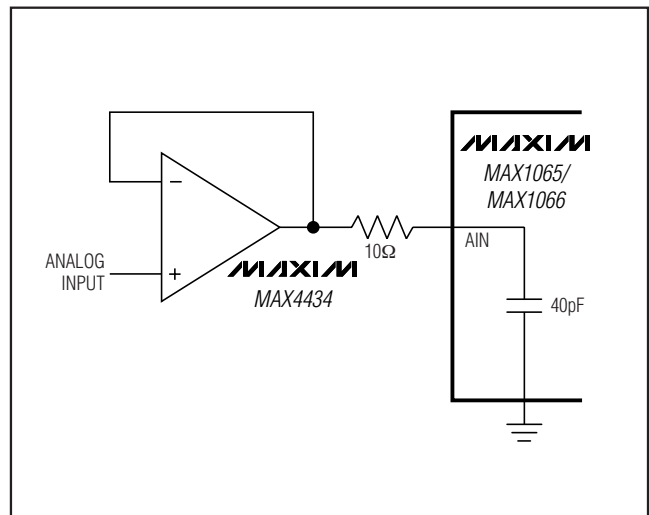 MAXIM
MAX1065/
MAX1066
−
ANALOG
INPUT
+
10Ω
AIN
MAXIM
MAX4434
40pF